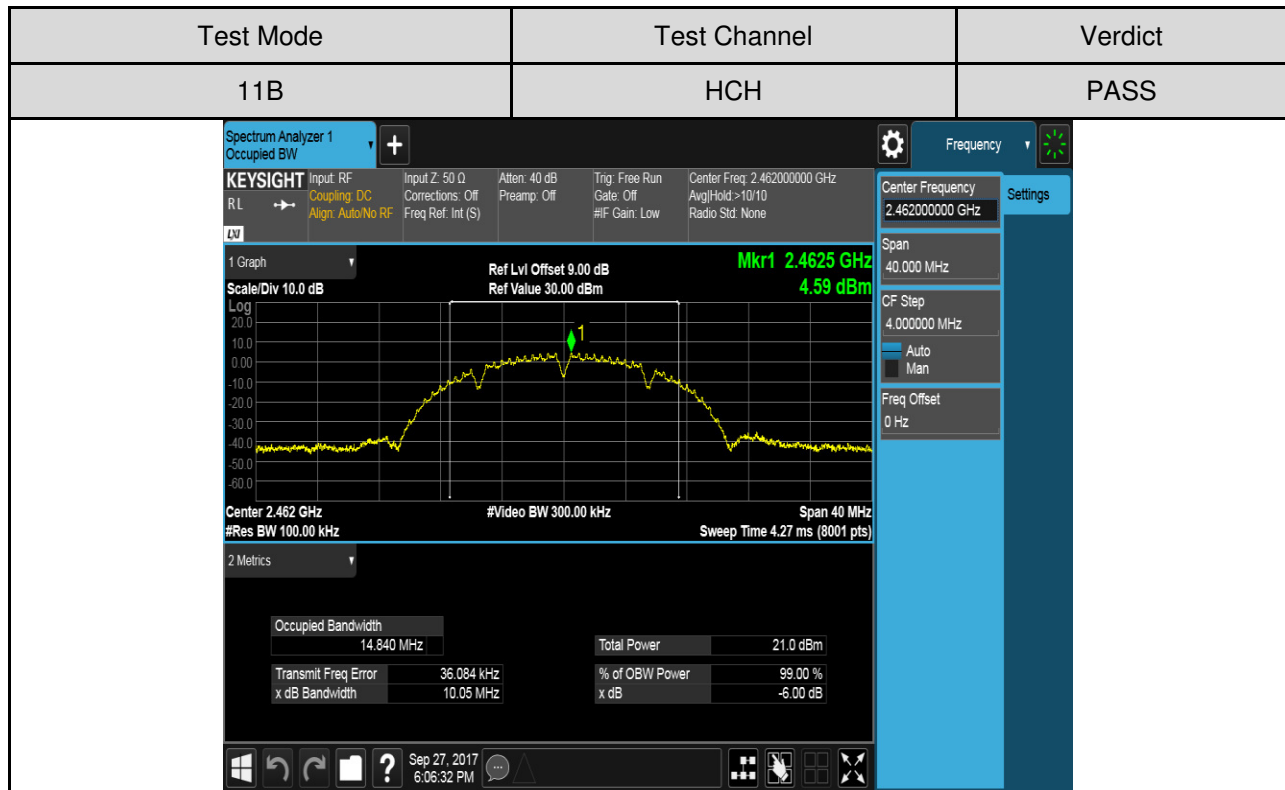 Test Mode Test Channel Verdict
11B HCH PASS
Spectrum Analyzer 1
Occupied BW
+
Frequency
KEYSIGHT
RL
LXI
Input: RF
Coupling: DC
Align: Auto/No RF
Input Z: 50 Ω
Corrections: Off
Freq Ref: Int (S)
Atten: 40 dB
Preamp: Off
Trig: Free Run
Gate: Off
#IF Gain: Low
Center Freq: 2.462000000 GHz
Avg|Hold:>10/10
Radio Std: None
Center Frequency
2.462000000 GHz
Settings
Span
40.000 MHz
CF Step
4.000000 MHz
Auto
Man
Freq Offset
0 Hz
1 Graph
Scale/Div 10.0 dB
Ref Lvl Offset 9.00 dB
Ref Value 30.00 dBm
Mkr1 2.4625 GHz
4.59 dBm
Log
20.0
10.0
0.00
-10.0
-20.0
-30.0
-40.0
-50.0
-60.0
1
Center 2.462 GHz #Video BW 300.00 kHz Span 40 MHz
#Res BW 100.00 kHz Sweep Time 4.27 ms (8001 pts)
2 Metrics
Occupied Bandwidth
14.840 MHz
Total Power 21.0 dBm
Transmit Freq Error 36.084 kHz % of OBW Power 99.00 %
x dB Bandwidth 10.05 MHz x dB -6.00 dB
?
Sep 27, 2017
6:06:32 PM